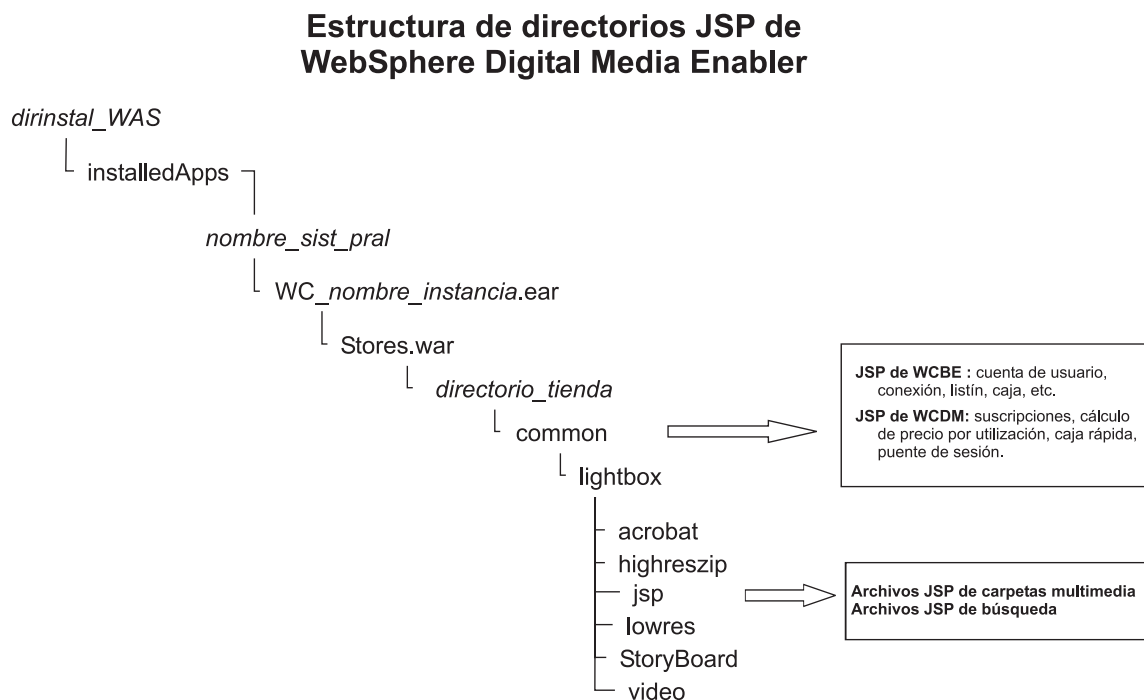 Estructura de directorios JSP de
WebSphere Digital Media Enabler
dirinstal_WAS
installedApps
nombre_sist_pral
WC_nombre_instancia.ear
Stores.war
directorio_tienda
common
lightbox
acrobat
highreszip
jsp
lowres
StoryBoard
video
JSP de WCBE : cuenta de usuario,
conexión, listín, caja, etc.
JSP de WCDM: suscripciones, cálculo
de precio por utilización, caja rápida,
puente de sesión.
Archivos JSP de carpetas multimedia
Archivos JSP de búsqueda